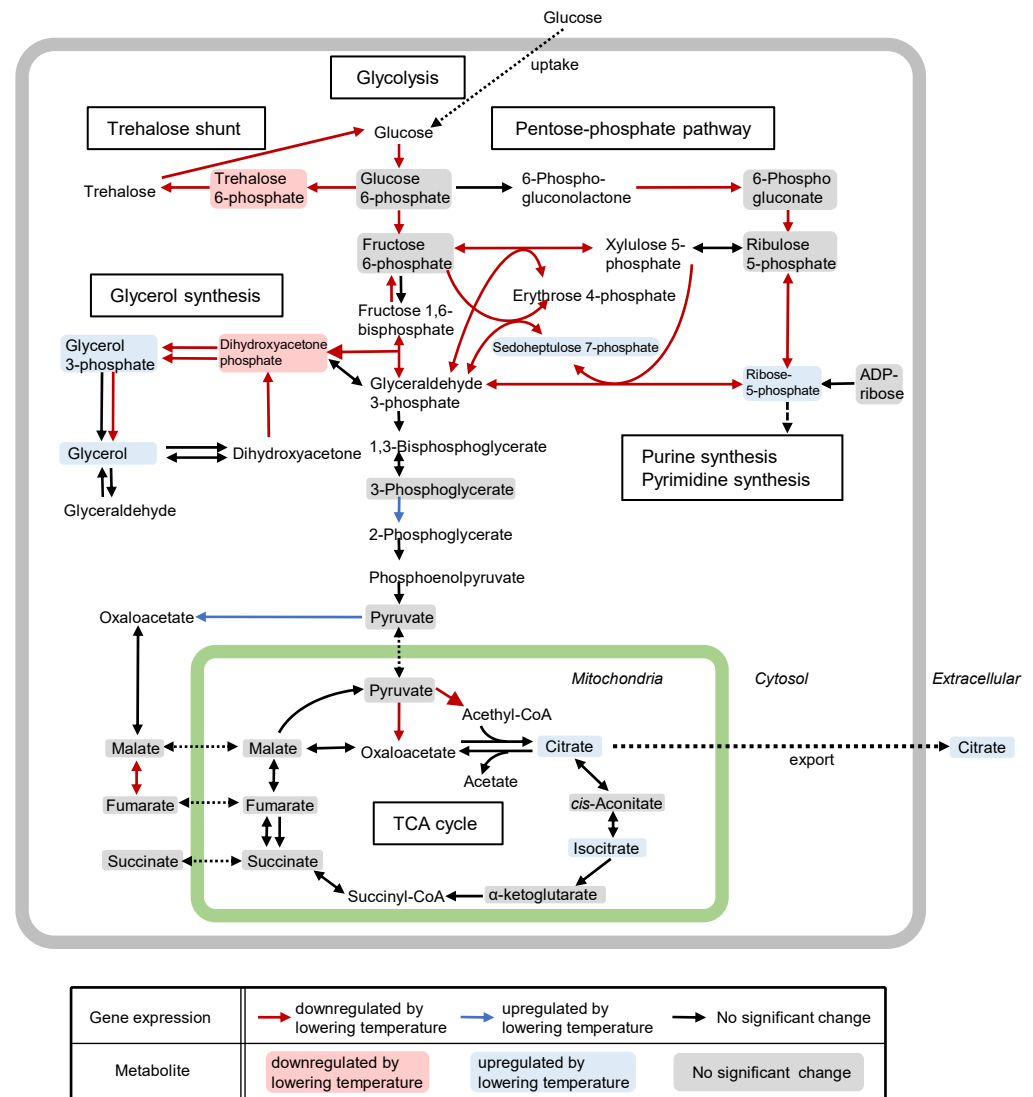 Glucose
uptake
Glycolysis
Trehalose shunt
Pentose-phosphate pathway
Glucose
Trehalose
Trehalose
6-phosphate
Glucose
6-phosphate
6-Phospho-
gluconolactone
6-Phospho
gluconate
Fructose
6-phosphate
Xylulose 5-
phosphate
Ribulose
5-phosphate
Glycerol synthesis
Erythrose 4-phosphate
Fructose 1,6-
bisphosphate
Glycerol
3-phosphate
Dihydroxyacetone
phosphate
Sedoheptulose 7-phosphate
Glyceraldehyde
3-phosphate
Ribose-
5-phosphate
ADP-
ribose
Glycerol
Dihydroxyacetone
1,3-Bisphosphoglycerate
Purine synthesis
Pyrimidine synthesis
3-Phosphoglycerate
Glyceraldehyde
2-Phosphoglycerate
Phosphoenolpyruvate
Oxaloacetate
Pyruvate
Pyruvate
Mitochondria
Cytosol
Extracellular
Acethyl-CoA
Malate
Malate
Oxaloacetate
Citrate
export
Citrate
Acetate
Fumarate
Fumarate
cis-Aconitate
TCA cycle
Isocitrate
Succinate
Succinate
Succinyl-CoA
α-ketoglutarate
Gene expression
downregulated by
lowering temperature
upregulated by
lowering temperature
No significant change
Metabolite
downregulated by
lowering temperature
upregulated by
lowering temperature
No significant change